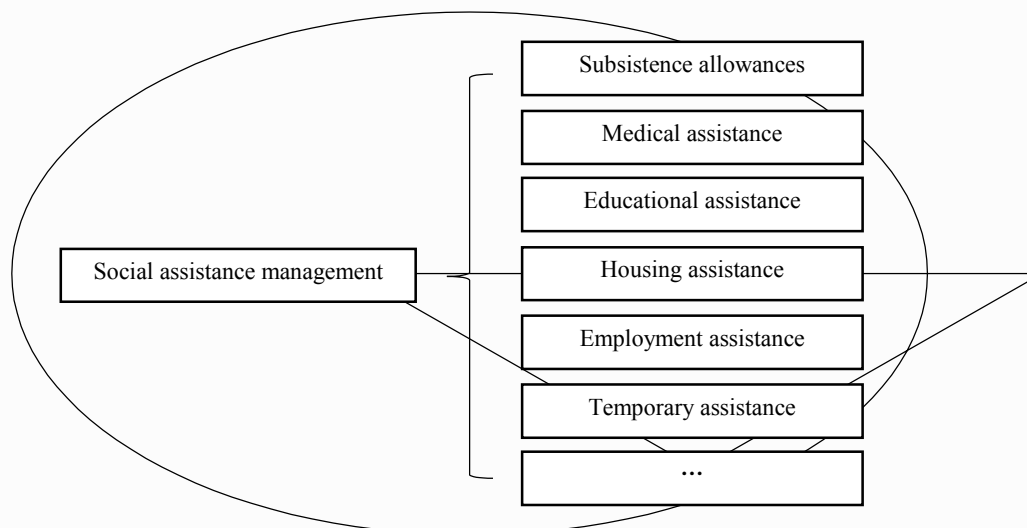 Subsistence allowances
Medical assistance
Educational assistance
Social assistance management
Housing assistance
Employment assistance
Temporary assistance
...